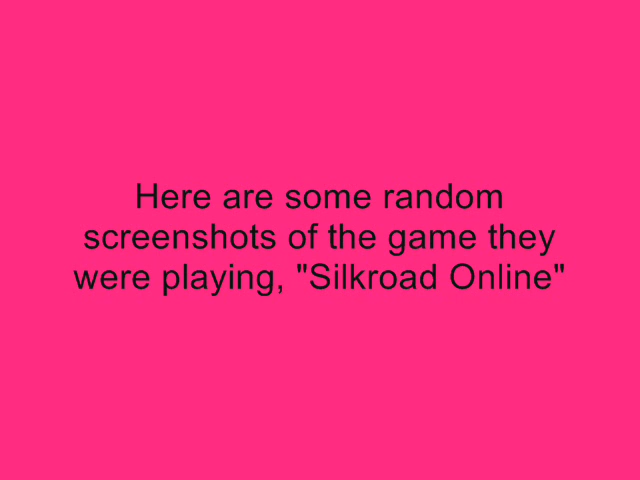 Here are some random
screenshots of the game they
were playing, "Silkroad Online"